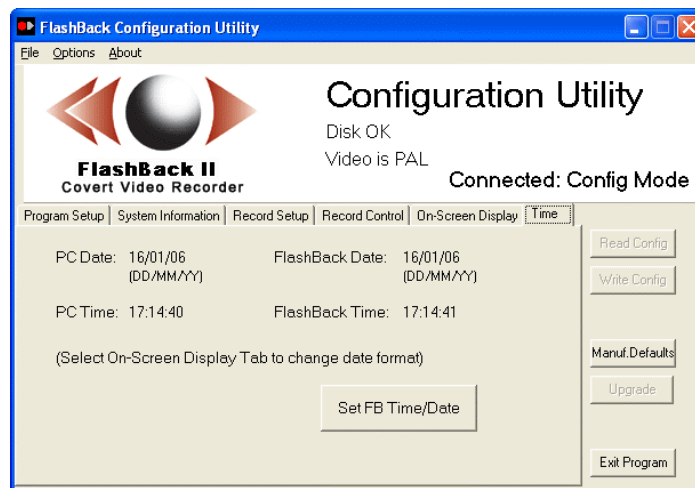 FlashBack Configuration Utility
File Options About
Configuration Utility
Disk OK
Video is PAL
Connected: Config Mode
FlashBack II
Covert Video Recorder
Program Setup System Information Record Setup Record Control On-Screen Display Time
PC Date: 16/01/06 FlashBack Date: 16/01/06
(DD/MM/YY) (DD/MM/YY)
PC Time: 17:14:40 FlashBack Time: 17:14:41
(Select On-Screen Display Tab to change date format)
Set FB Time/Date
Read Config
Write Config
Manuf.Defaults
Upgrade
Exit Program